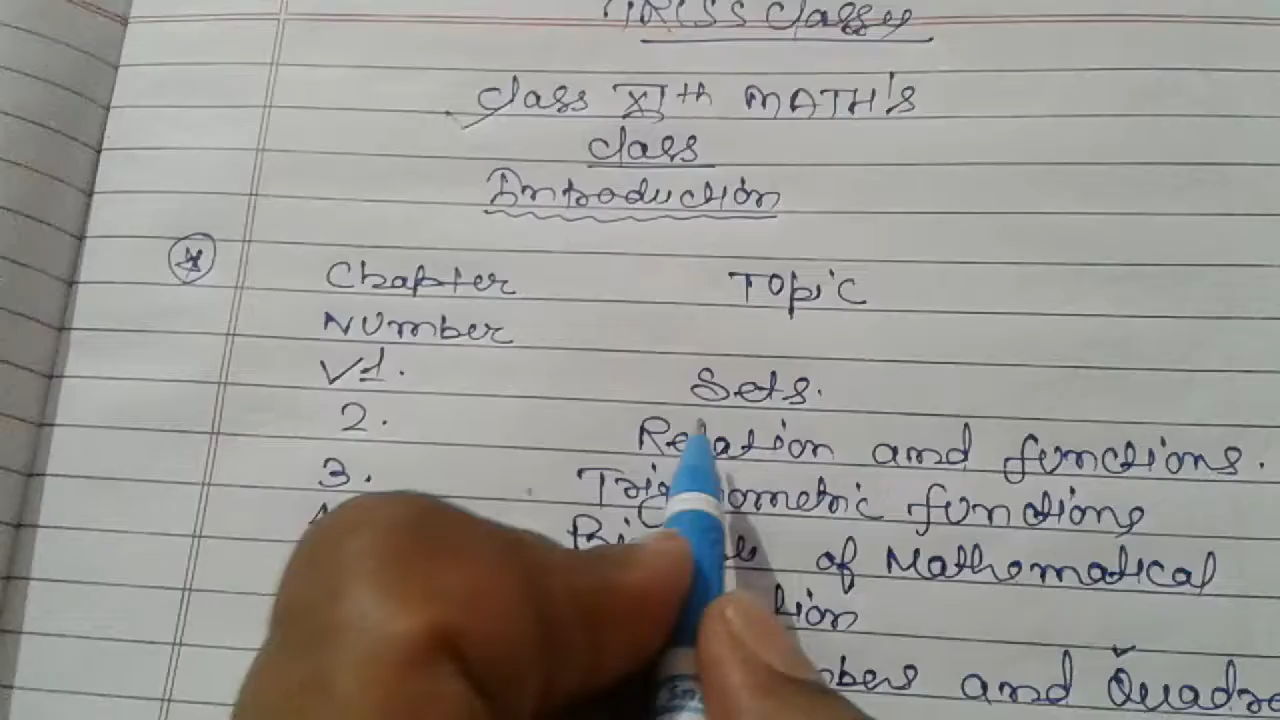 Classes
Class XIth MATH'S
Class
Introduction
Chapter Topic
Number
1. Sets.
2. Relation and functions.
3. functions
of Mathematical
and Quadra